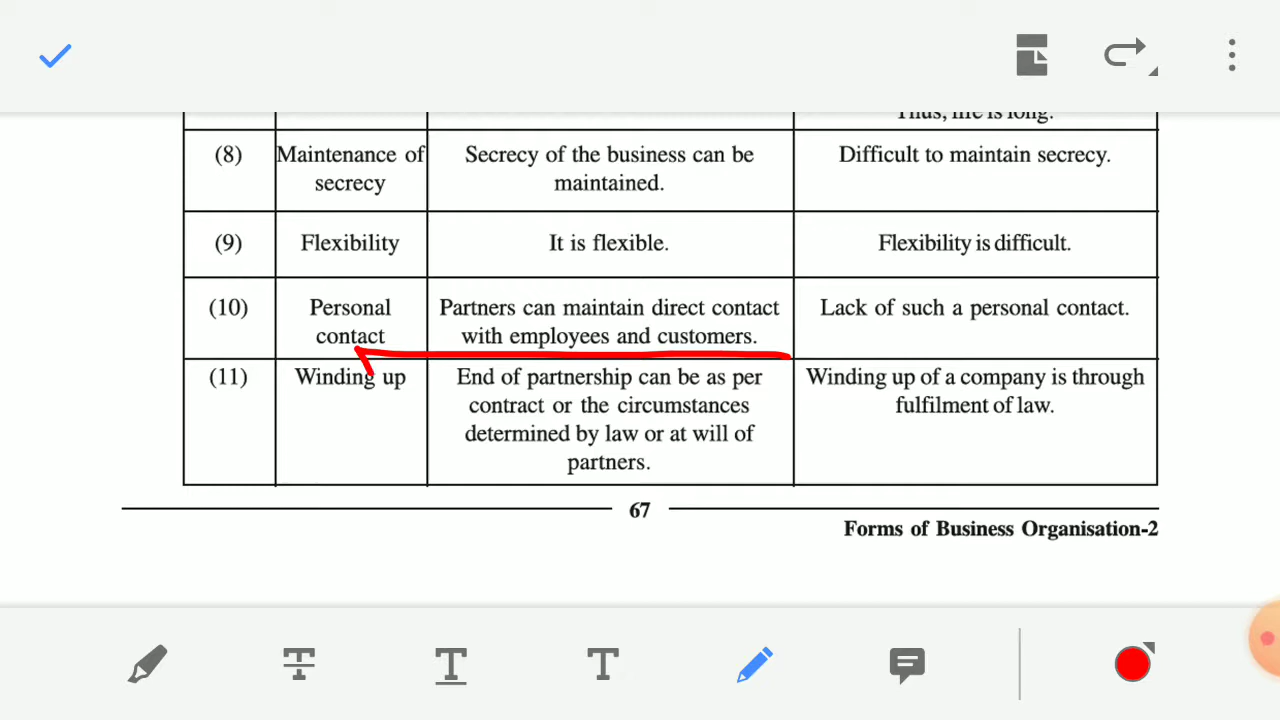 Thus, life is long.
(8) Maintenance of secrecy Secrecy of the business can be maintained. Difficult to maintain secrecy.
(9) Flexibility It is flexible. Flexibility is difficult.
(10) Personal contact Partners can maintain direct contact with employees and customers. Lack of such a personal contact.
(11) Winding up End of partnership can be as per contract or the circumstances determined by law or at will of partners. Winding up of a company is through fulfilment of law.
67
Forms of Business Organisation-2
T
T
T